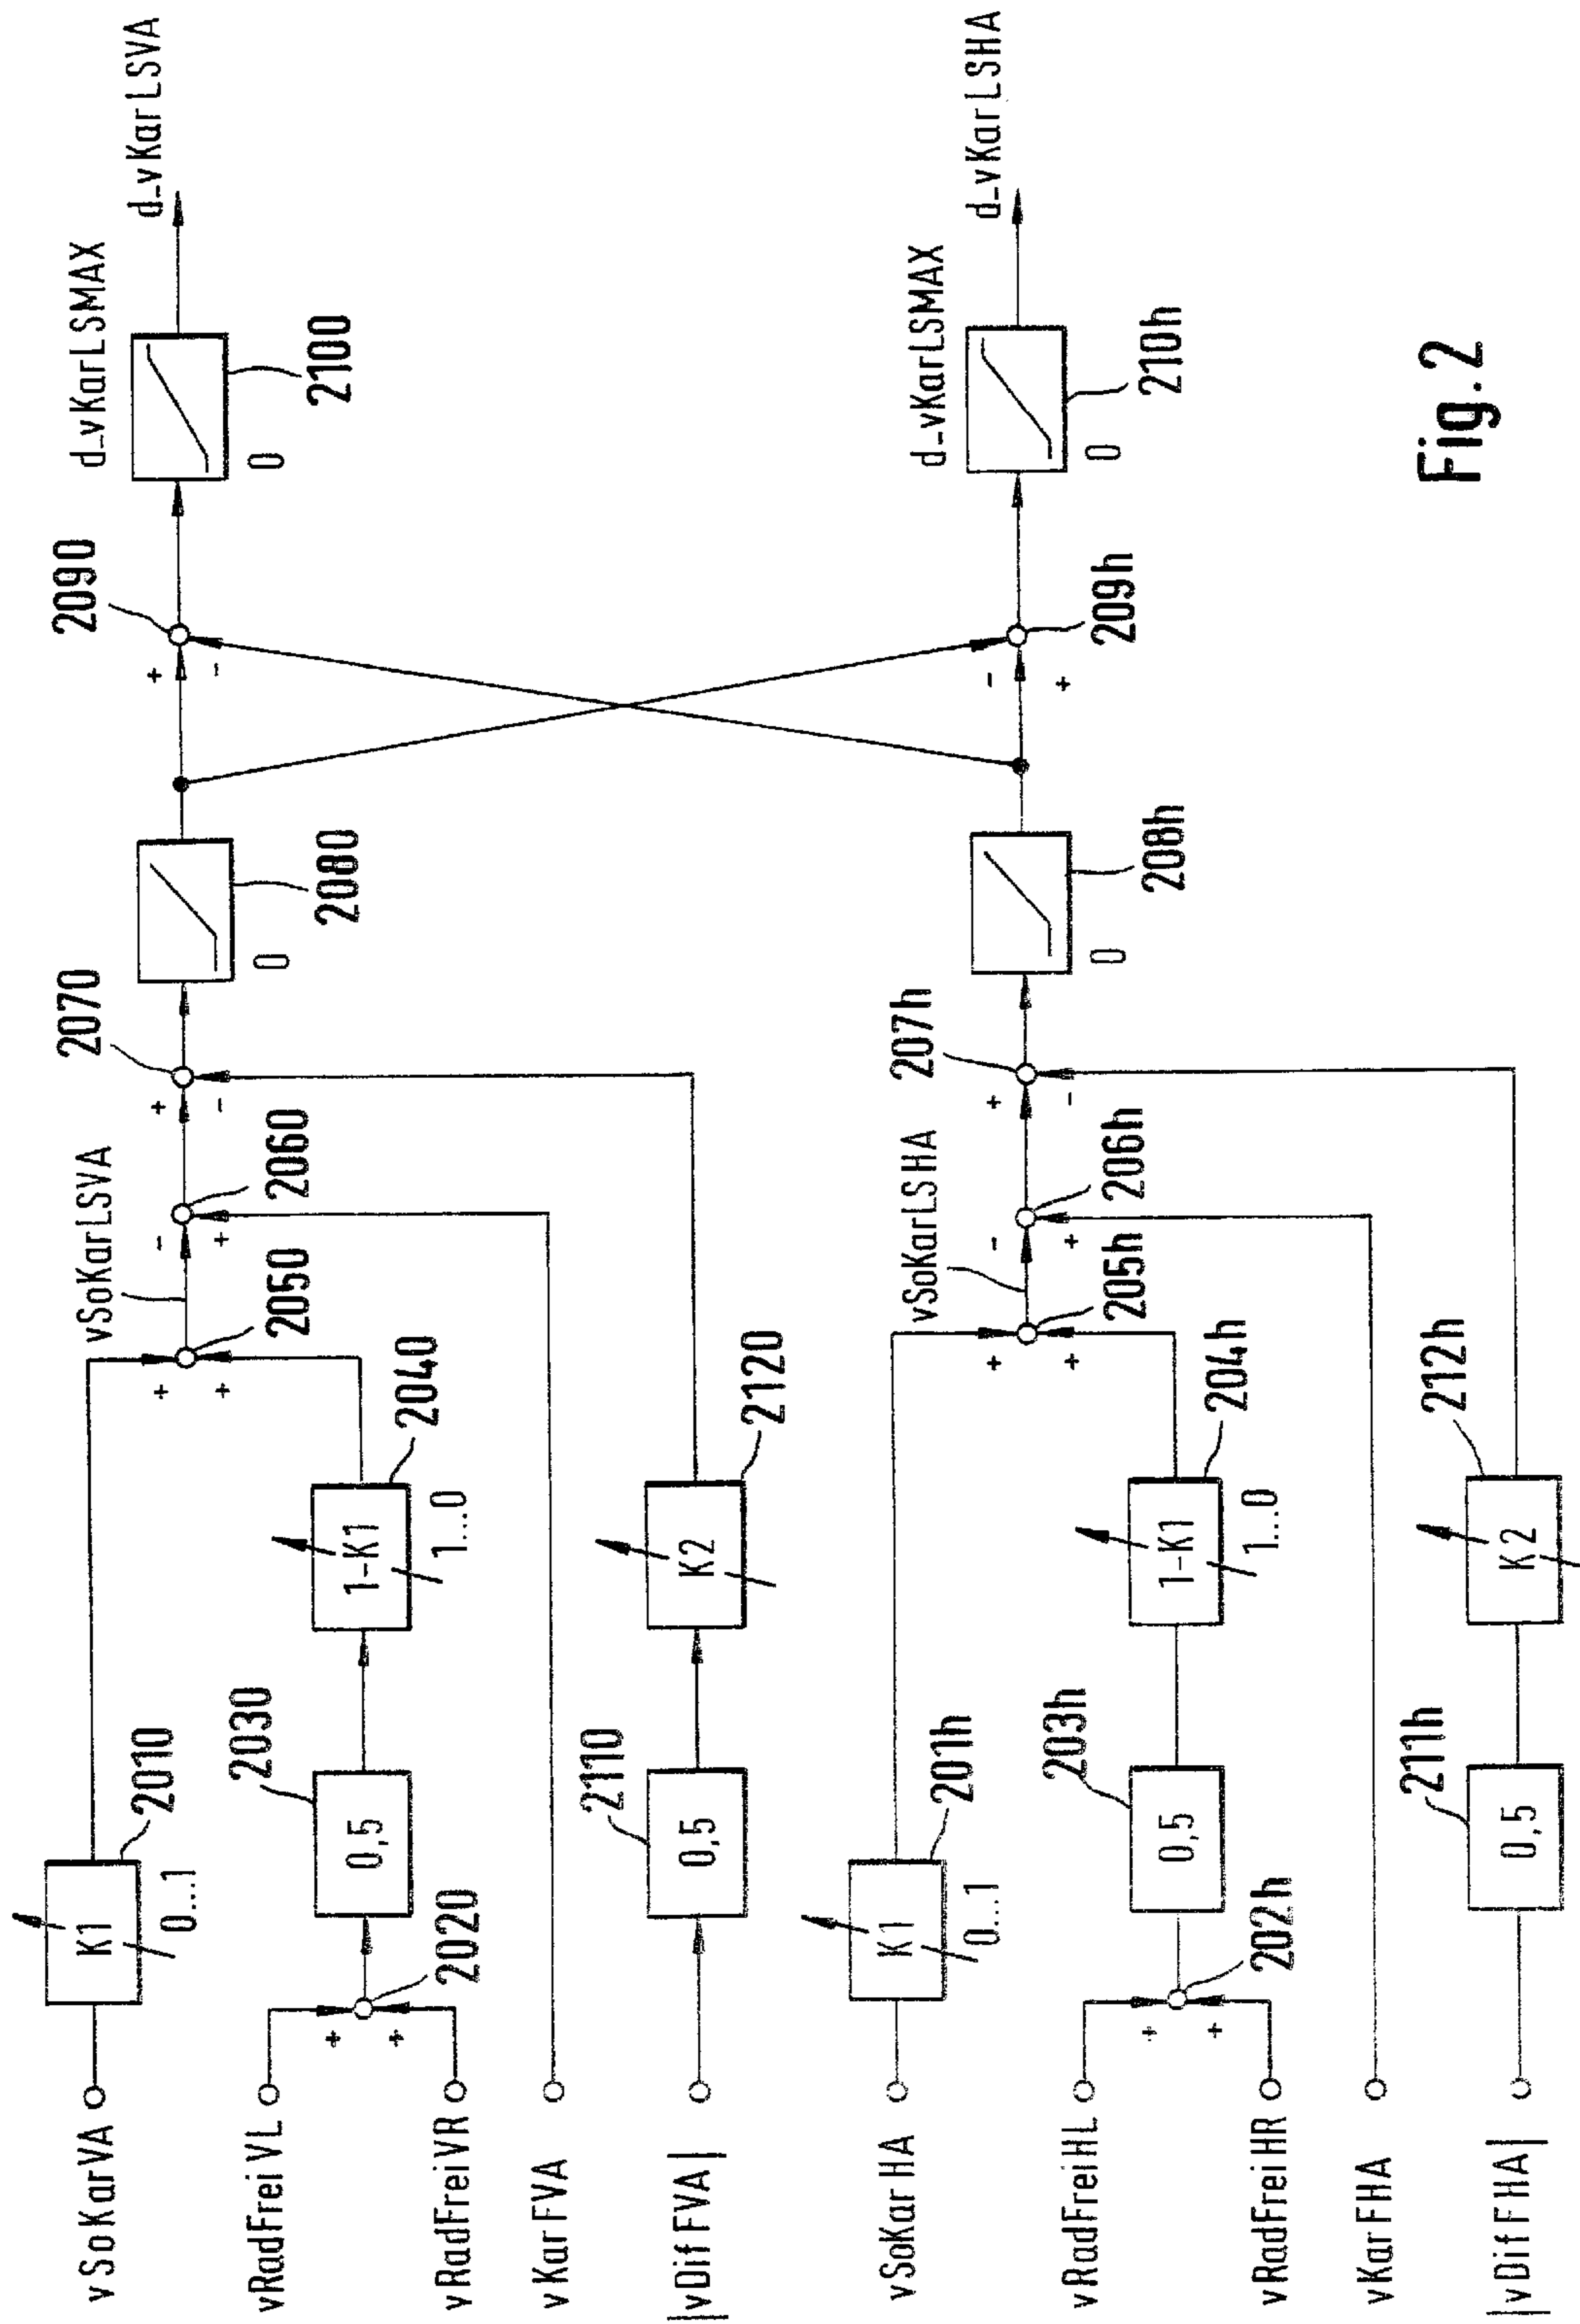 vSoKarVA
K1
0...1
2010
vRadFreiVL
vRadFreiVR
+
+
2020
0,5
2030
1-K1
1...0
2040
+
+
2050
vSoKarLSVA
vKarFVA
-
+
2060
|vDifFVA|
0,5
2110
K2
2120
+
-
2070
0
2080
+
-
2090
d_vKarLSMAX
0
2100
d_vKarLSVA
vSoKarHA
K1
0...1
201h
vRadFreiHL
vRadFreiHR
+
+
202h
0,5
203h
1-K1
1...0
204h
+
+
205h
vSoKarLSHA
vKarFHA
-
+
206h
|vDifFHA|
0,5
211h
K2
212h
+
-
207h
0
208h
-
+
209h
d_vKarLSMAX
0
210h
d_vKarLSHA
Fig.2